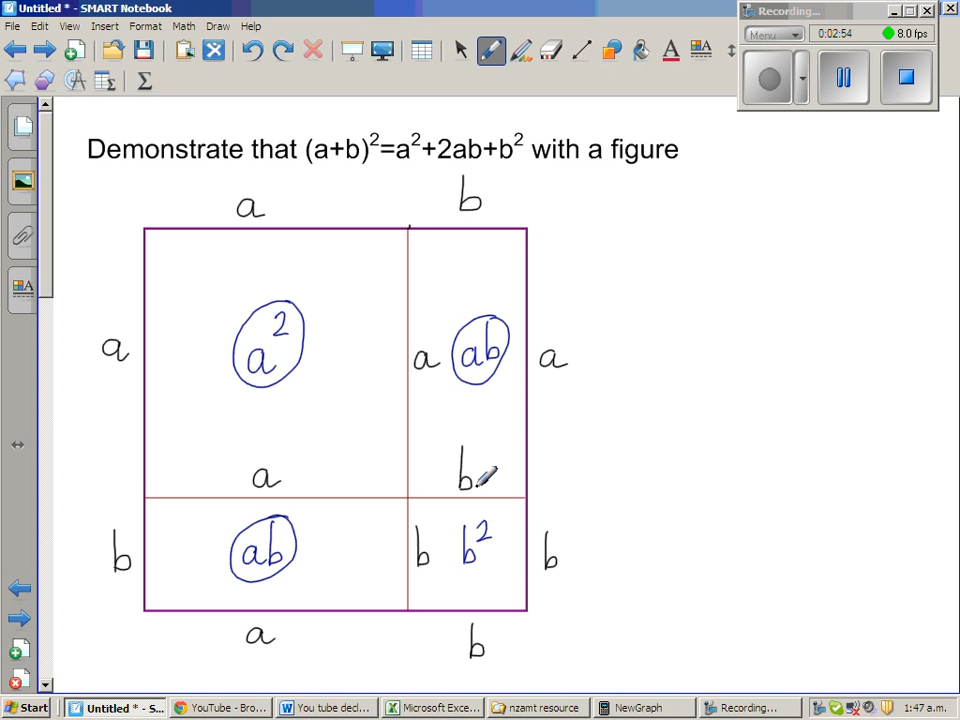 Untitled * - SMART Notebook
File Edit View Insert Format Math Draw Help
Recording...
Menu 0:02:54 8.0 fps
Demonstrate that (a+b)²=a²+2ab+b² with a figure
a b
a a² a ab a
a b
b ab b b² b
a b
Start Untitled * - S... YouTube - Bro... You tube decl... Microsoft Exce... nzamt resource NewGraph Recording... 1:47 a.m.